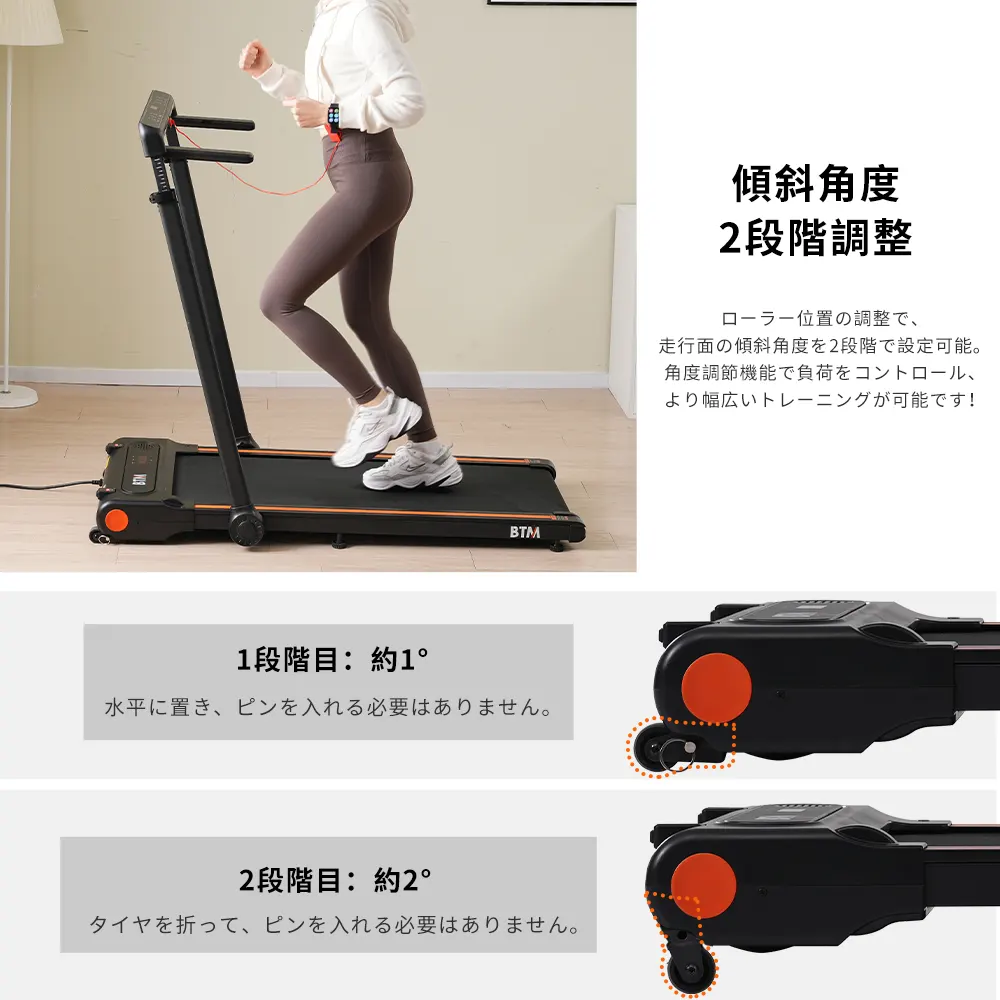 傾斜角度
2段階調整
ローラー位置の調整で、
走行面の傾斜角度を2段階で設定可能。
角度調節機能で負荷をコントロール、
より幅広いトレーニングが可能です!
BTM
BTM
1段階目：約1°
水平に置き、ピンを入れる必要はありません。
2段階目：約2°
タイヤを折って、ピンを入れる必要はありません。